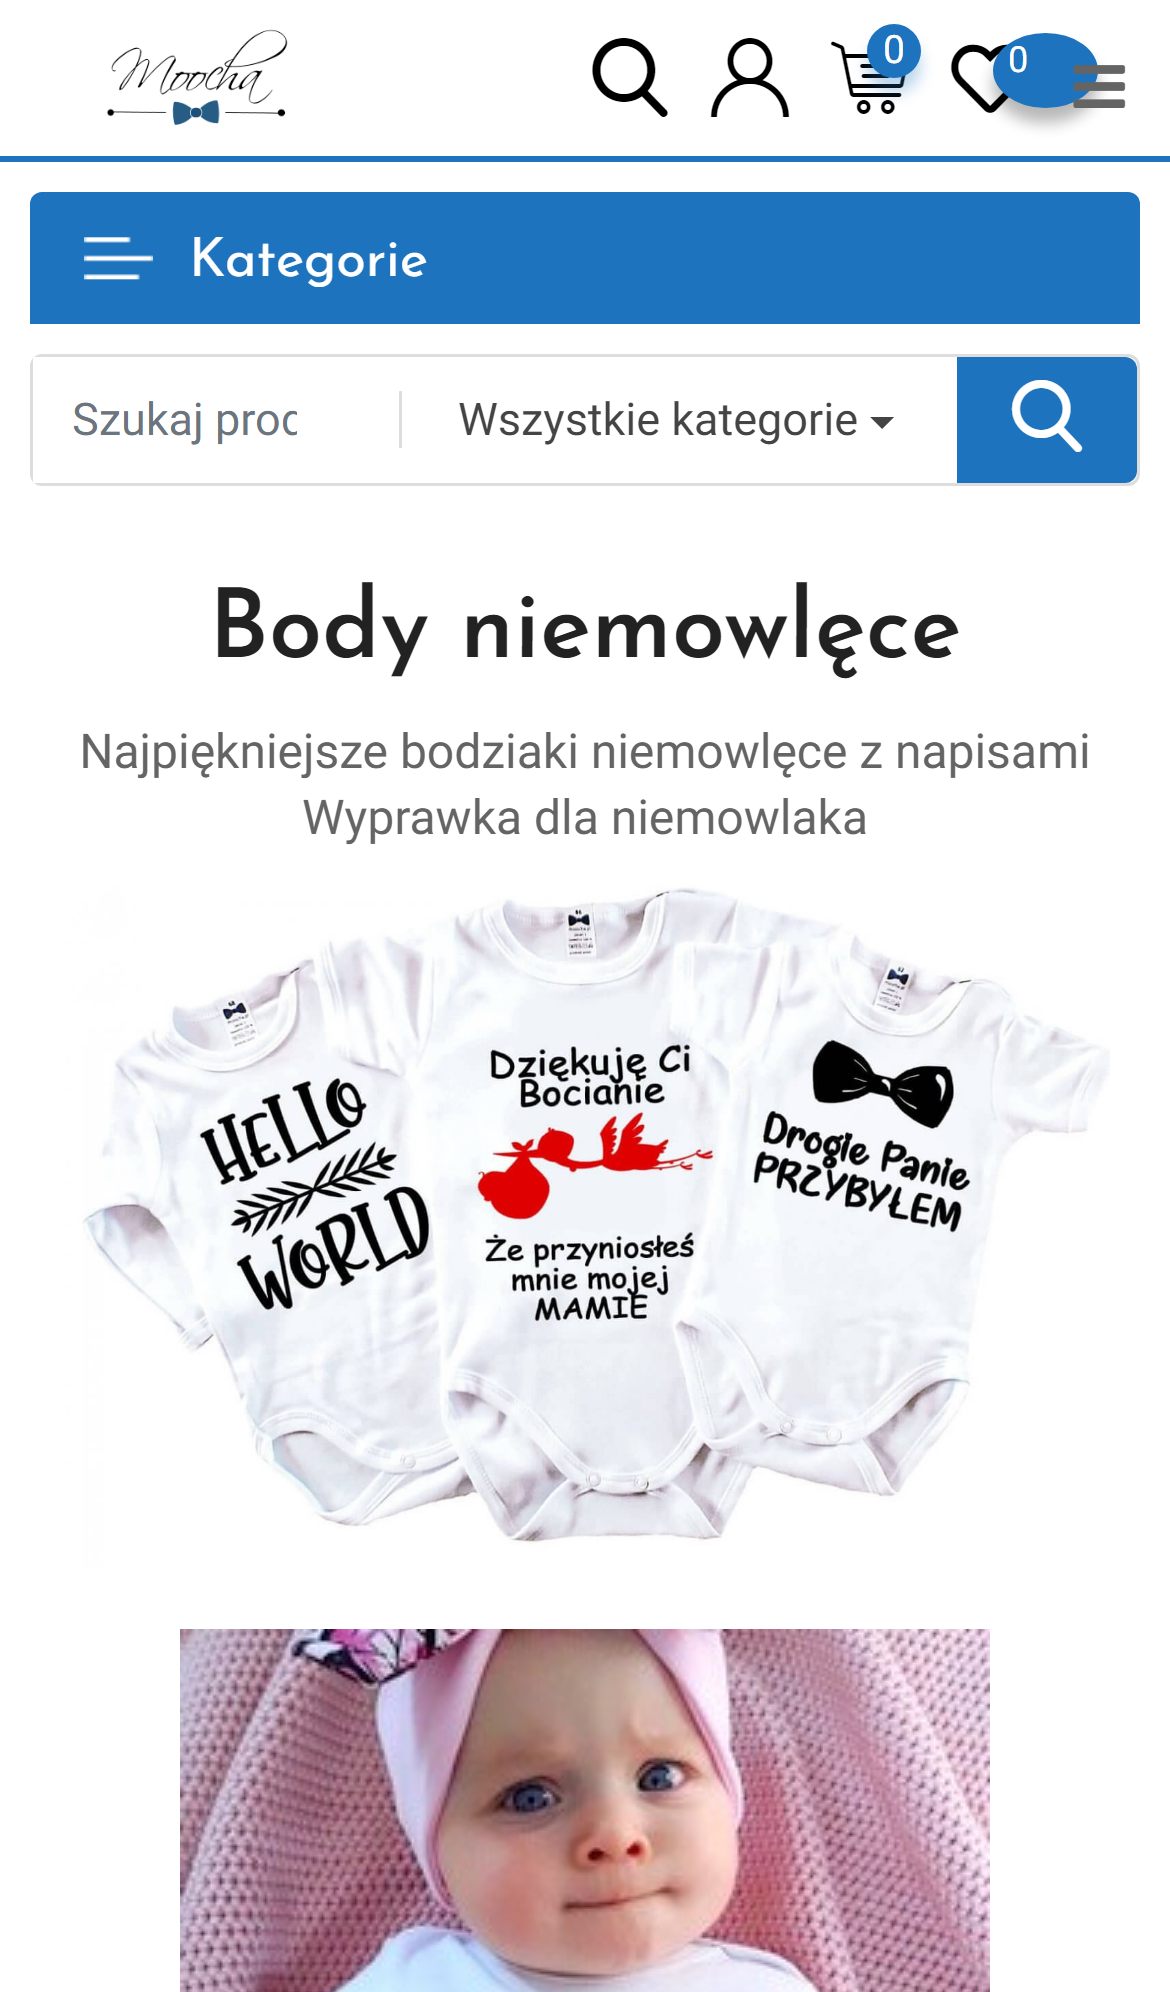 Moocha
0
0
Kategorie
Szukaj proc
Wszystkie kategorie
Body niemowlęce
Najpiękniejsze bodziaki niemowlęce z napisami
Wyprawka dla niemowlaka
HELLO
WORLD
Dziękuję Ci
Bocianie
Że przyniosłeś
mnie mojej
MAMIE
Drogie Panie
PRZYBYŁEM